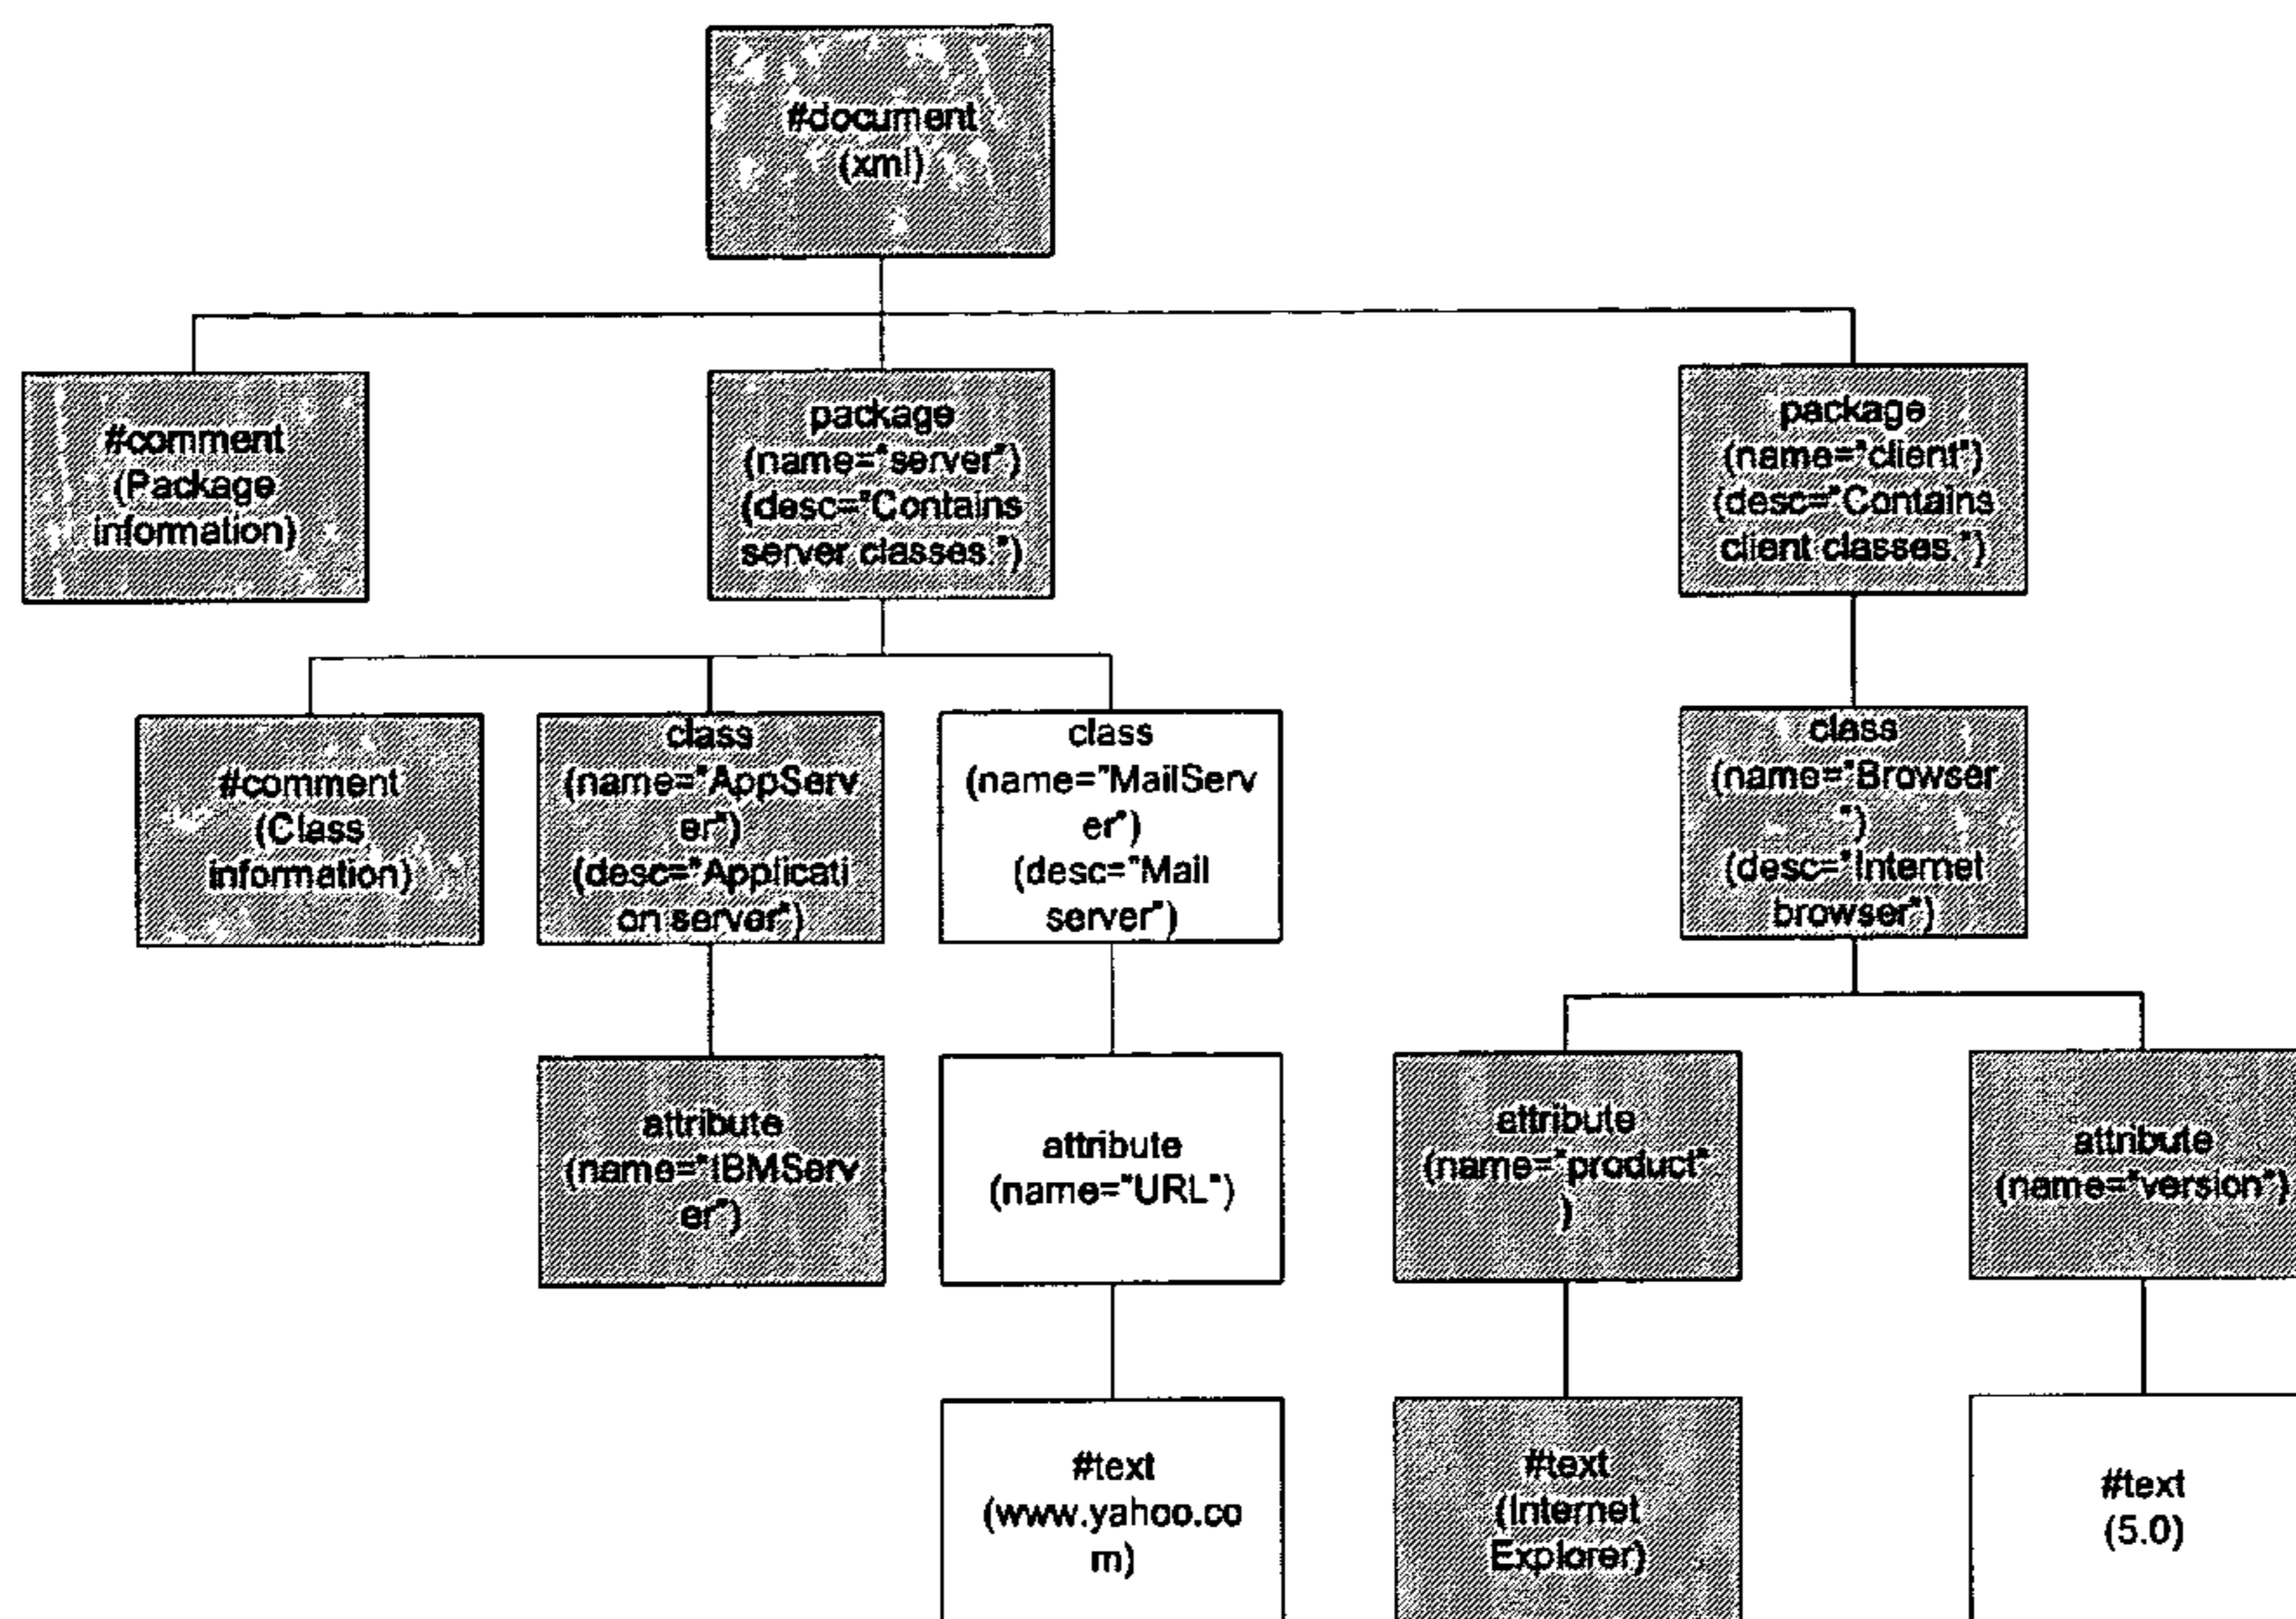 #document
(xml)
#comment
(Package
information)
package
(name="server")
(desc="Contains
server classes.")
package
(name="client")
(desc="Contains
client classes.")
#comment
(Class
information)
class
(name="AppServ
er")
(desc="Applicati
on server")
class
(name="MailServ
er")
(desc="Mail
server")
class
(name="Browser
")
(desc="Internet
browser")
attribute
(name="IBMServ
er")
attribute
(name="URL")
attribute
(name="product"
)
attribute
(name="version")
#text
(www.yahoo.co
m)
#text
(Internet
Explorer)
#text
(5.0)